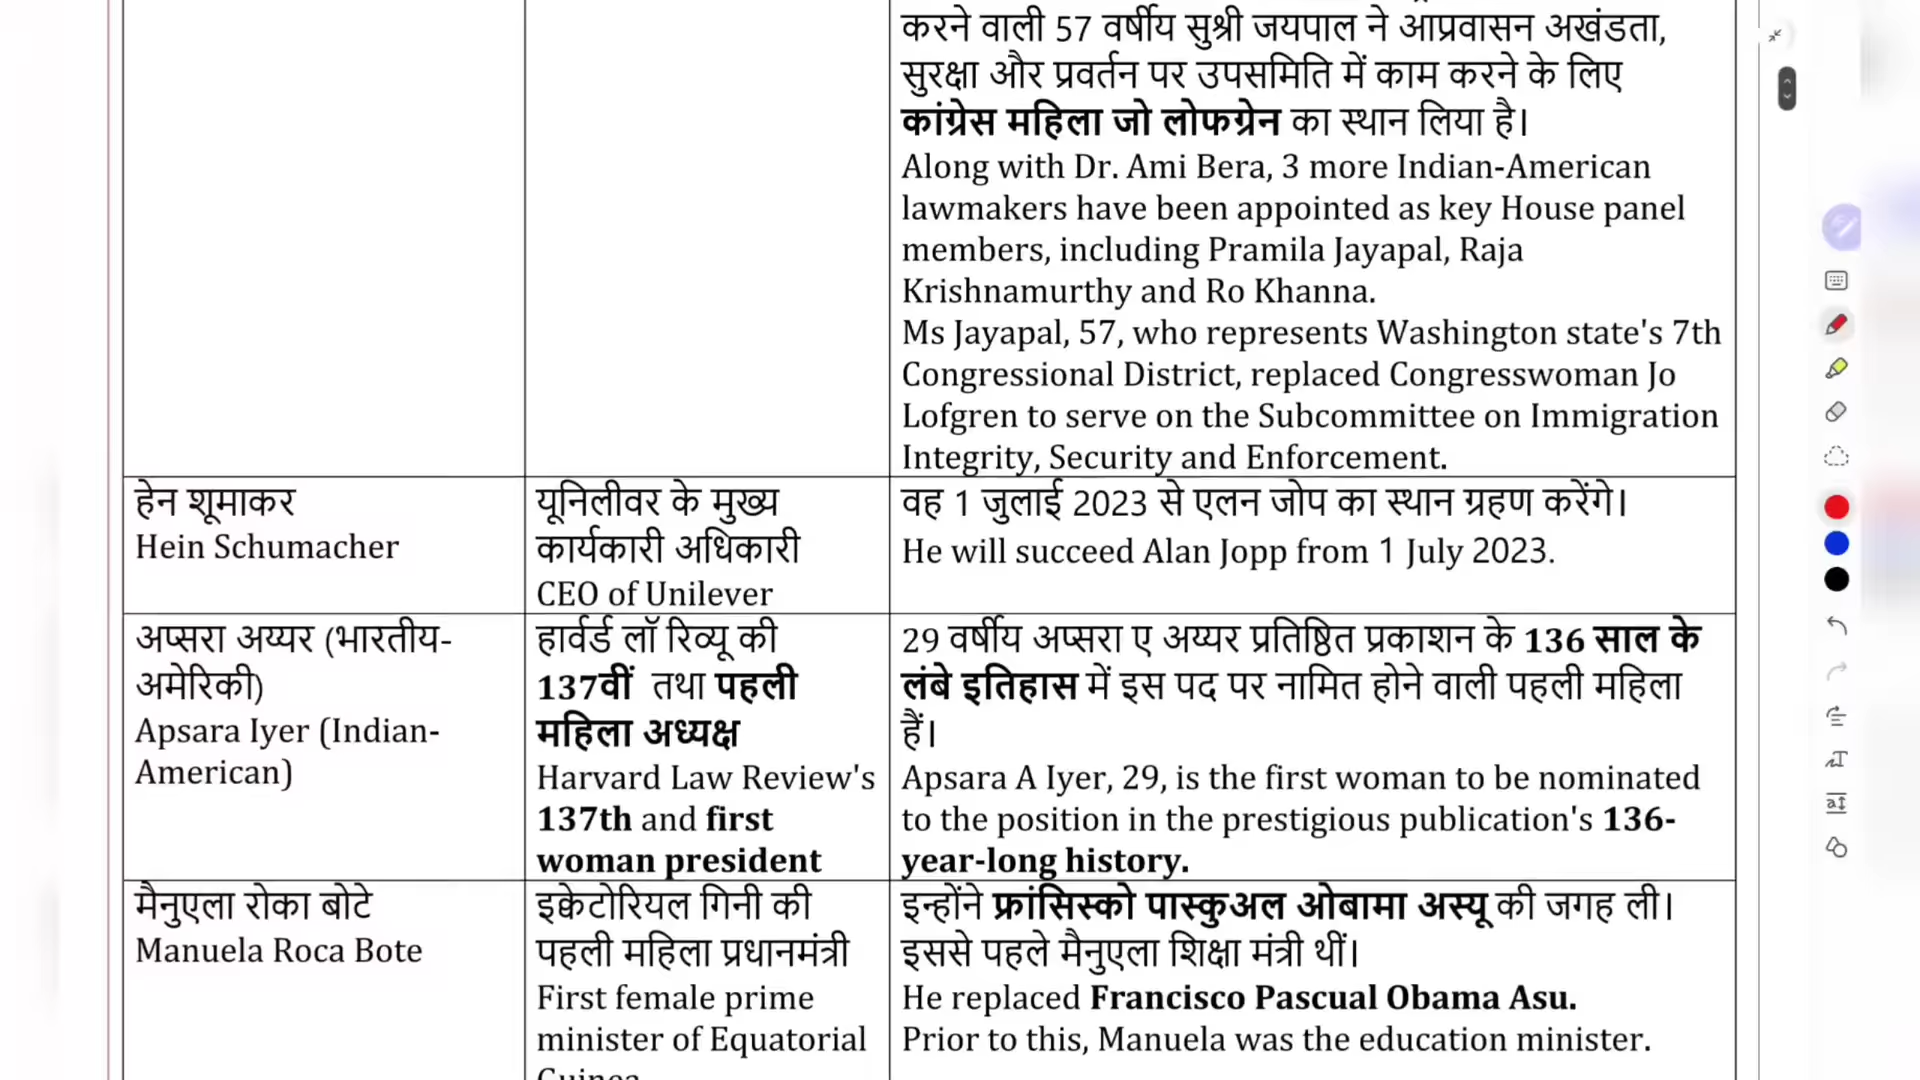 करने वाली 57 वर्षीय सुश्री जयपाल ने आप्रवासन अखंडता,
सुरक्षा और प्रवर्तन पर उपसमिति में काम करने के लिए
कांग्रेस महिला जो लोफग्रेन का स्थान लिया है।
Along with Dr. Ami Bera, 3 more Indian-American
lawmakers have been appointed as key House panel
members, including Pramila Jayapal, Raja
Krishnamurthy and Ro Khanna.
Ms Jayapal, 57, who represents Washington state's 7th
Congressional District, replaced Congresswoman Jo
Lofgren to serve on the Subcommittee on Immigration
Integrity, Security and Enforcement.
हेन शूमाकर
Hein Schumacher
यूनिलीवर के मुख्य
कार्यकारी अधिकारी
CEO of Unilever
वह 1 जुलाई 2023 से एलन जोप का स्थान ग्रहण करेंगे।
He will succeed Alan Jopp from 1 July 2023.
अप्सरा अय्यर (भारतीय-
अमेरिकी)
Apsara Iyer (Indian-
American)
हार्वर्ड लॉ रिव्यू की
137वीं तथा पहली
महिला अध्यक्ष
Harvard Law Review's
137th and first
woman president
29 वर्षीय अप्सरा ए अय्यर प्रतिष्ठित प्रकाशन के 136 साल के
लंबे इतिहास में इस पद पर नामित होने वाली पहली महिला
हैं।
Apsara A Iyer, 29, is the first woman to be nominated
to the position in the prestigious publication's 136-
year-long history.
मैनुएला रोका बोटे
Manuela Roca Bote
इक्वेटोरियल गिनी की
पहली महिला प्रधानमंत्री
First female prime
minister of Equatorial
Guinea
इन्होंने फ्रांसिस्को पास्कुअल ओबामा अस्यू की जगह ली।
इससे पहले मैनुएला शिक्षा मंत्री थीं।
He replaced Francisco Pascual Obama Asu.
Prior to this, Manuela was the education minister.